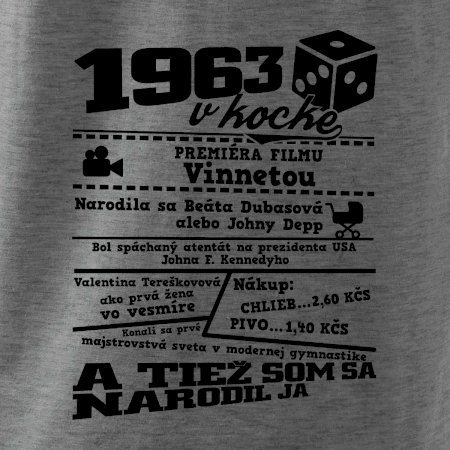 1963
v kocke
PREMIÉRA FILMU
Vinnetou
Narodila sa Beáta Dubasová
alebo Johny Depp
Bol spáchaný atentát na prezidenta USA
Johna F. Kennedyho
Valentina Tereškovová
ako prvá žena
vo vesmíre
Nákup:
CHLIEB...2,60 KČS
PIVO...1,40 KČS
Konali sa prvé
majstrovstvá sveta v modernej gymnastike
A TIEŽ SOM SA
NARODIL JA